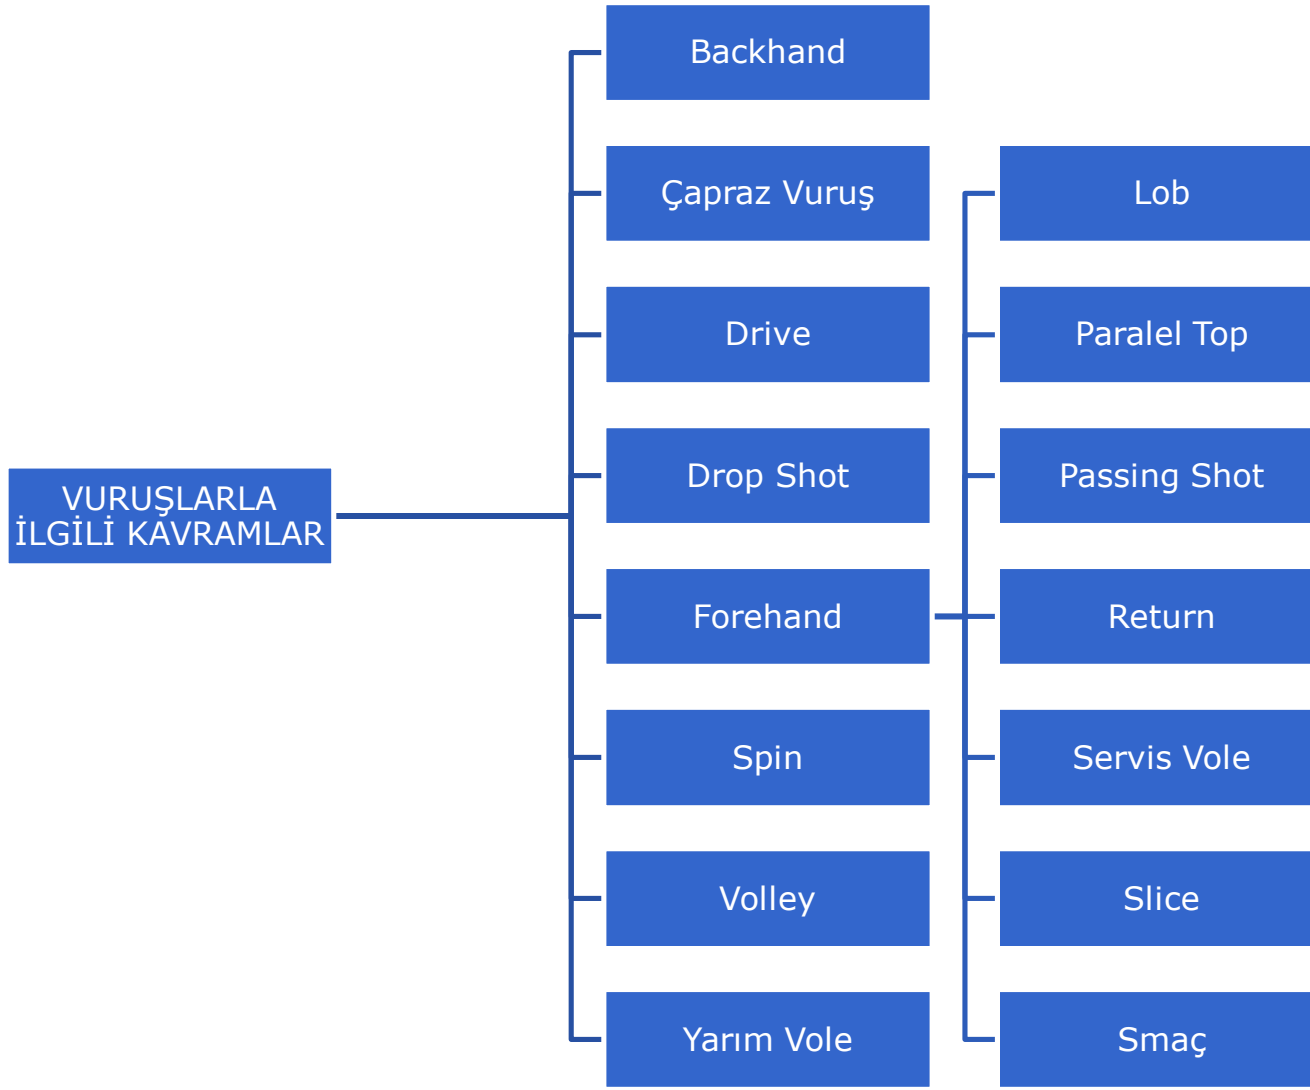 VURUŞLARLA
İLGİLİ KAVRAMLAR
Backhand
Çapraz Vuruş
Drive
Drop Shot
Forehand
Spin
Volley
Yarım Vole
Lob
Paralel Top
Passing Shot
Return
Servis Vole
Slice
Smaç